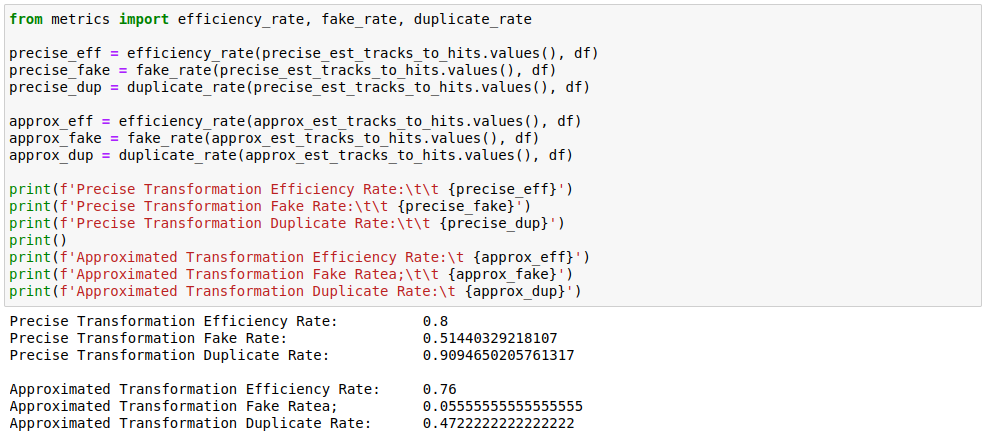 from metrics import efficiency_rate, fake_rate, duplicate_rate
precise_eff = efficiency_rate(precise_est_tracks_to_hits.values(), df)
precise_fake = fake_rate(precise_est_tracks_to_hits.values(), df)
precise_dup = duplicate_rate(precise_est_tracks_to_hits.values(), df)
approx_eff = efficiency_rate(approx_est_tracks_to_hits.values(), df)
approx_fake = fake_rate(approx_est_tracks_to_hits.values(), df)
approx_dup = duplicate_rate(approx_est_tracks_to_hits.values(), df)
print(f'Precise Transformation Efficiency Rate:\t\t {precise_eff}')
print(f'Precise Transformation Fake Rate:\t\t {precise_fake}')
print(f'Precise Transformation Duplicate Rate:\t\t {precise_dup}')
print()
print(f'Approximated Transformation Efficiency Rate:\t {approx_eff}')
print(f'Approximated Transformation Fake Ratea;\t\t {approx_fake}')
print(f'Approximated Transformation Duplicate Rate:\t {approx_dup}')
Precise Transformation Efficiency Rate: 0.8
Precise Transformation Fake Rate: 0.51440329218107
Precise Transformation Duplicate Rate: 0.9094650205761317
Approximated Transformation Efficiency Rate: 0.76
Approximated Transformation Fake Ratea; 0.05555555555555555
Approximated Transformation Duplicate Rate: 0.4722222222222222